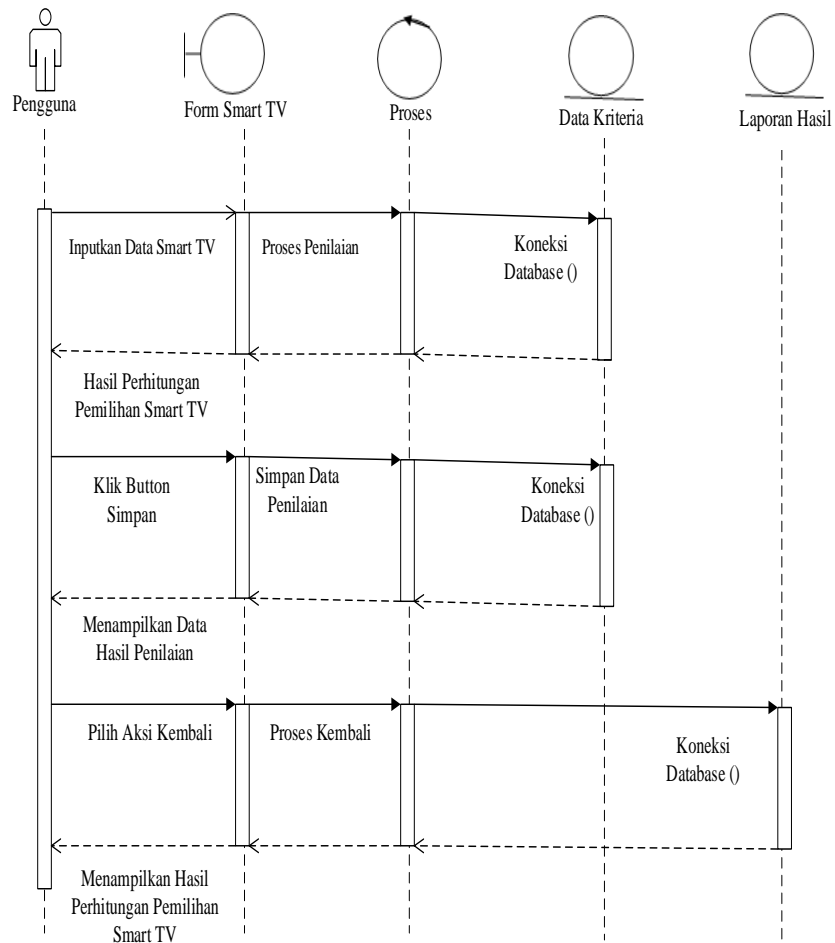 Pengguna
Form Smart TV
Proses
Data Kriteria
Laporan Hasil
Inputkan Data Smart TV
Proses Penilaian
Koneksi
Database ()
Hasil Perhitungan
Pemilihan Smart TV
Klik Button
Simpan
Simpan Data
Penilaian
Koneksi
Database ()
Menampilkan Data
Hasil Penilaian
Pilih Aksi Kembali
Proses Kembali
Koneksi
Database ()
Menampilkan Hasil
Perhitungan Pemilihan
Smart TV